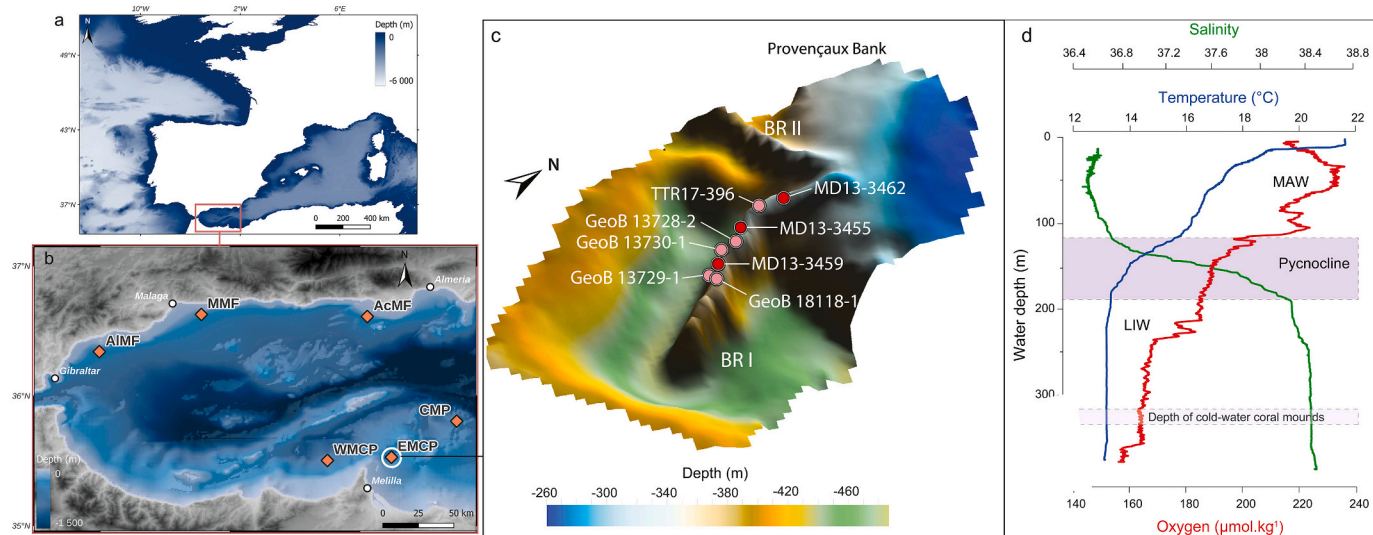 a
10°W 2°W 6°E
N
Depth (m)
0
-6 000
49°N
43°N
37°N
0 200 400 km
b
37°N
36°N
35°N
N
Malaga
MMF
AcMF
Almeria
AlMF
Gibraltar
CMP
WMCP
EMCP
Melilla
Depth (m)
0
-1 500
0 25 50 km
c
Provençaux Bank
BR II
N
TTR17-396
MD13-3462
GeoB 13728-2
MD13-3455
GeoB 13730-1
MD13-3459
GeoB 13729-1
GeoB 18118-1
BR I
Depth (m)
-260 -300 -340 -380 -420 -460
d
Salinity
36.4 36.8 37.2 37.6 38 38.4 38.8
Temperature (°C)
12 14 16 18 20 22
Water depth (m)
0
100
200
300
MAW
Pycnocline
LIW
Depth of cold-water coral mounds
140 160 180 200 220 240
Oxygen (µmol.kg¹)